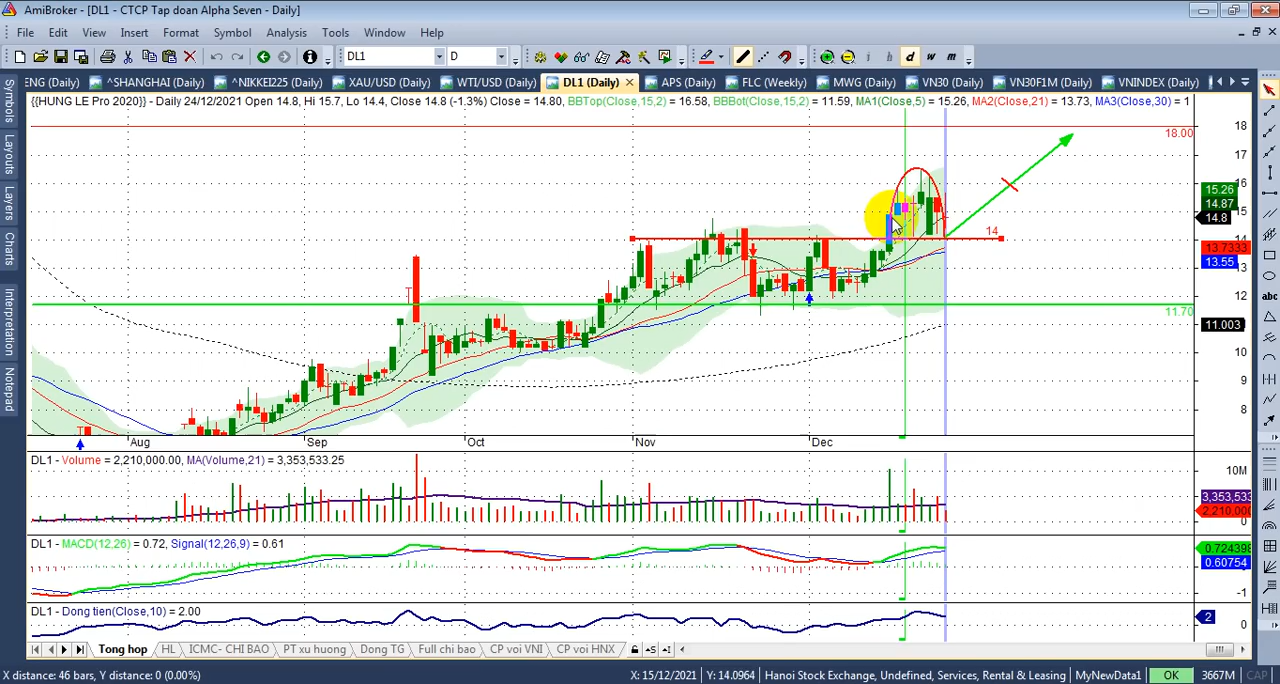 AmiBroker - [DL1 - CTCP Tap doan Alpha Seven - Daily]
File Edit View Insert Format Symbol Analysis Tools Window Help
DL1 D i h d w m
ENG (Daily) ^SHANGHAI (Daily) ^NIKKEI225 (Daily) XAU/USD (Daily) WTI/USD (Daily) DL1 (Daily) APS (Daily) FLC (Weekly) MWG (Daily) VN30 (Daily) VN30F1M (Daily) VNINDEX (Daily)
{{HUNG LE Pro 2020}} - Daily 24/12/2021 Open 14.8, Hi 15.7, Lo 14.4, Close 14.8 (-1.3%) Close = 14.80, BBTop(Close,15,2) = 16.58, BBBot(Close,15,2) = 11.59, MA1(Close,5) = 15.26, MA2(Close,21) = 13.73, MA3(Close,30) = 1
Symbols
Layouts
Layers
Charts
Interpretation
Notepad
18.00
18
17
16
15.26
14.87
15
14.8
14
14
13.7333
13.55
13
12
11.70
11.003
10
9
8
Aug Sep Oct Nov Dec
DL1 - Volume = 2,210,000.00, MA(Volume,21) = 3,353,533.25
10M
3,353,533
2,210,000
0
DL1 - MACD(12,26) = 0.72, Signal(12,26,9) = 0.61
0.724398
0.60754
-1
DL1 - Dong tien(Close,10) = 2.00
2
0
Tong hop HL ICMC- CHI BAO PT xu huong Dong TG Full chi bao CP voi VNI CP voi HNX
X distance: 46 bars, Y distance: 0 (0.00%) X: 15/12/2021 Y: 14.0964 Hanoi Stock Exchange, Undefined, Services, Rental & Leasing MyNewData1 OK 3667M CAP
abc